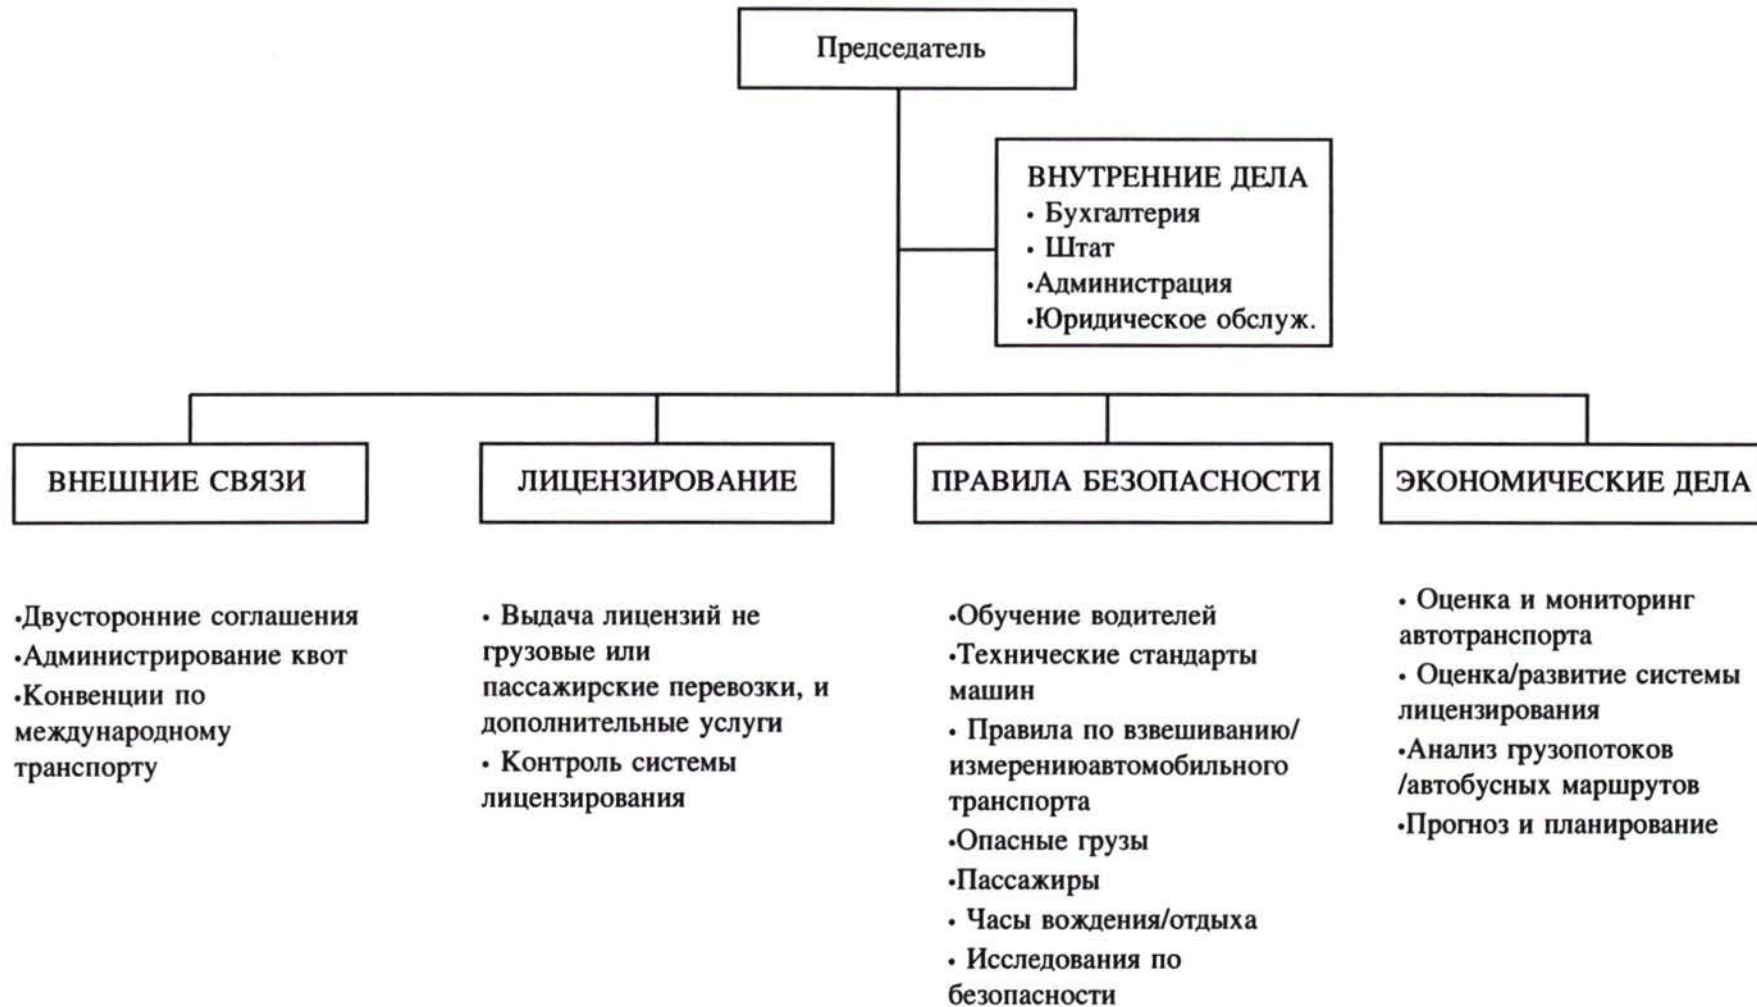 Председатель
ВНУТРЕННИЕ ДЕЛА
• Бухгалтерия
• Штат
•Администрация
•Юридическое обслуж.
ВНЕШНИЕ СВЯЗИ
•Двусторонние соглашения
•Администрирование квот
•Конвенции по
международному
транспорту
ЛИЦЕНЗИРОВАНИЕ
• Выдача лицензий не
грузовые или
пассажирские перевозки, и
дополнительные услуги
• Контроль системы
лицензирования
ПРАВИЛА БЕЗОПАСНОСТИ
•Обучение водителей
•Технические стандарты
машин
• Правила по взвешиванию/
измерениюавтомобильного
транспорта
•Опасные грузы
•Пассажиры
• Часы вождения/отдыха
• Исследования по
безопасности
ЭКОНОМИЧЕСКИЕ ДЕЛА
• Оценка и мониторинг
автотранспорта
• Оценка/развитие системы
лицензирования
•Анализ грузопотоков
/автобусных маршрутов
•Прогноз и планирование